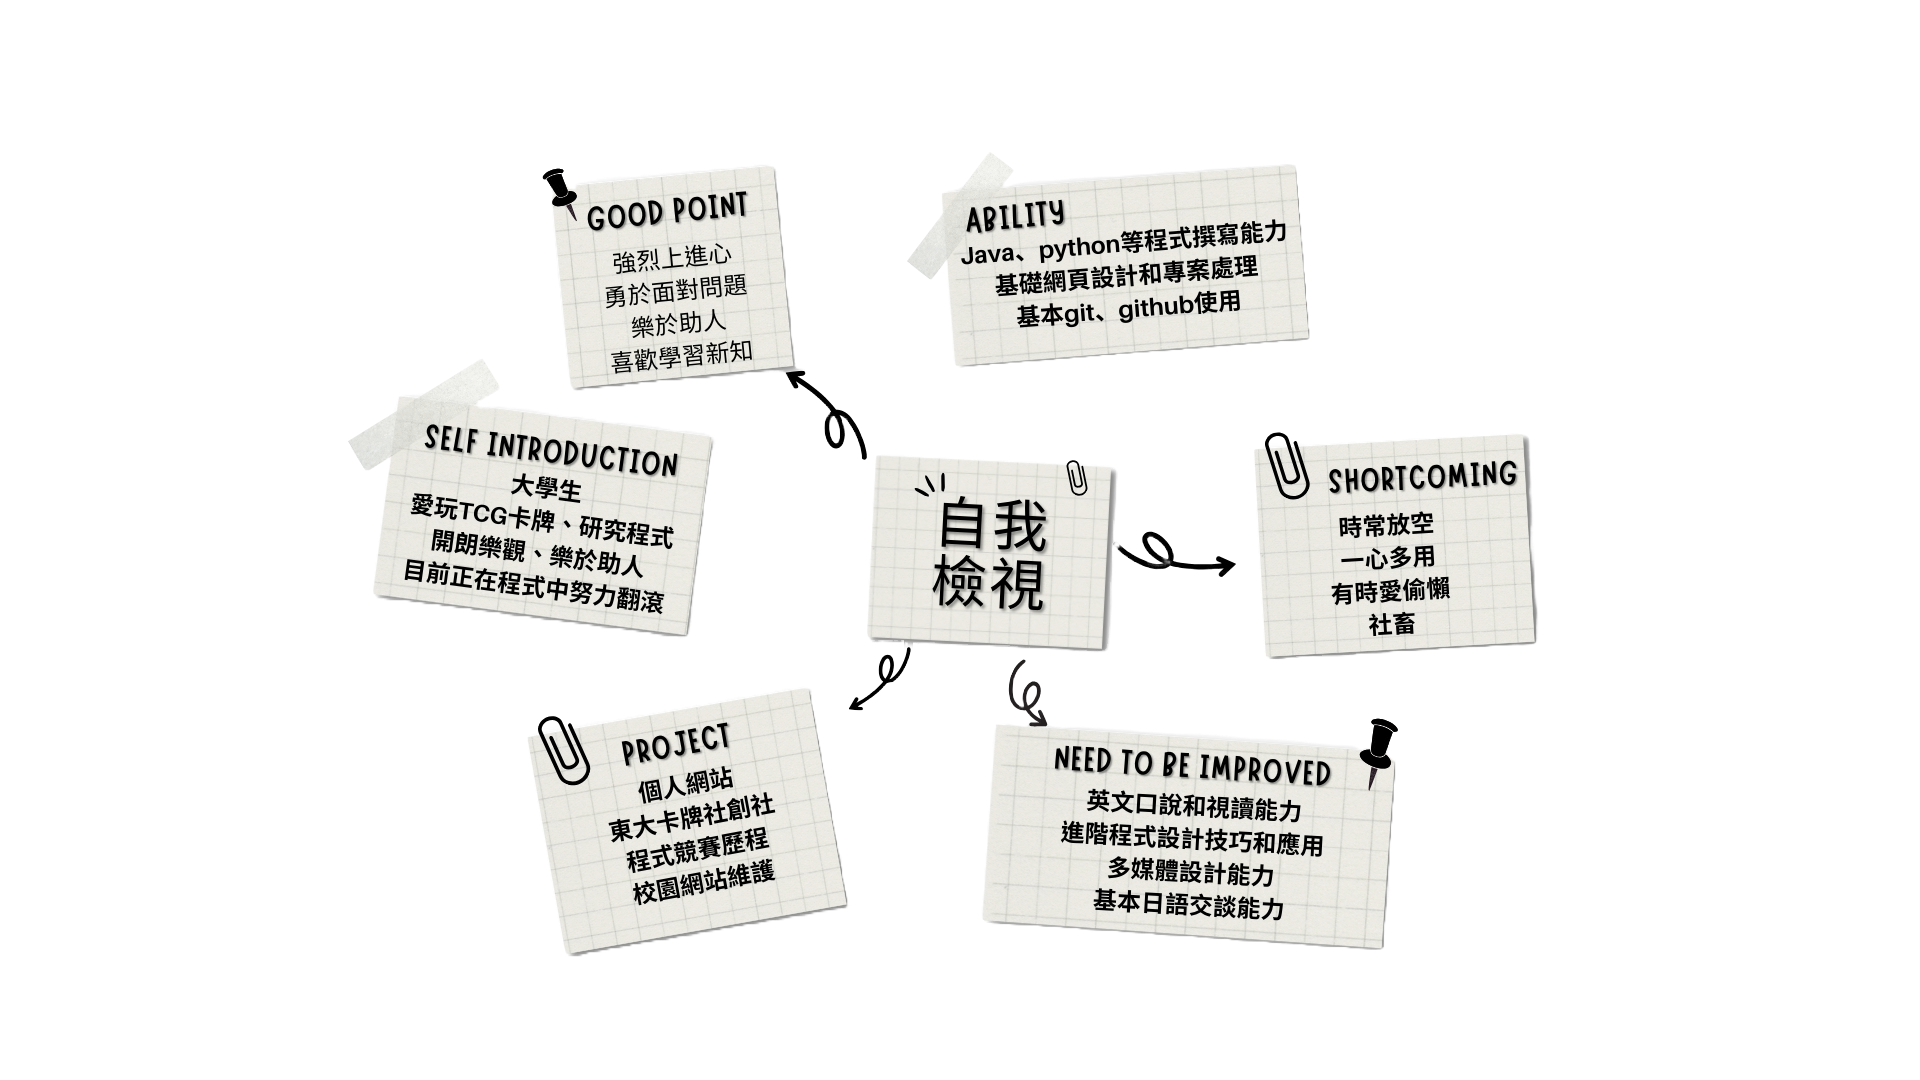 GOOD POINT
強烈上進心
勇於面對問題
樂於助人
喜歡學習新知
ABILITY
Java、python等程式撰寫能力
基礎網頁設計和專案處理
基本git、github使用
SELF INTRODUCTION
大學生
愛玩TCG卡牌、研究程式
開朗樂觀、樂於助人
目前正在程式中努力翻滾
自我
檢視
SHORTCOMING
時常放空
一心多用
有時愛偷懶
社畜
PROJECT
個人網站
東大卡牌社創社
程式競賽歷程
校園網站維護
NEED TO BE IMPROVED
英文口說和視讀能力
進階程式設計技巧和應用
多媒體設計能力
基本日語交談能力